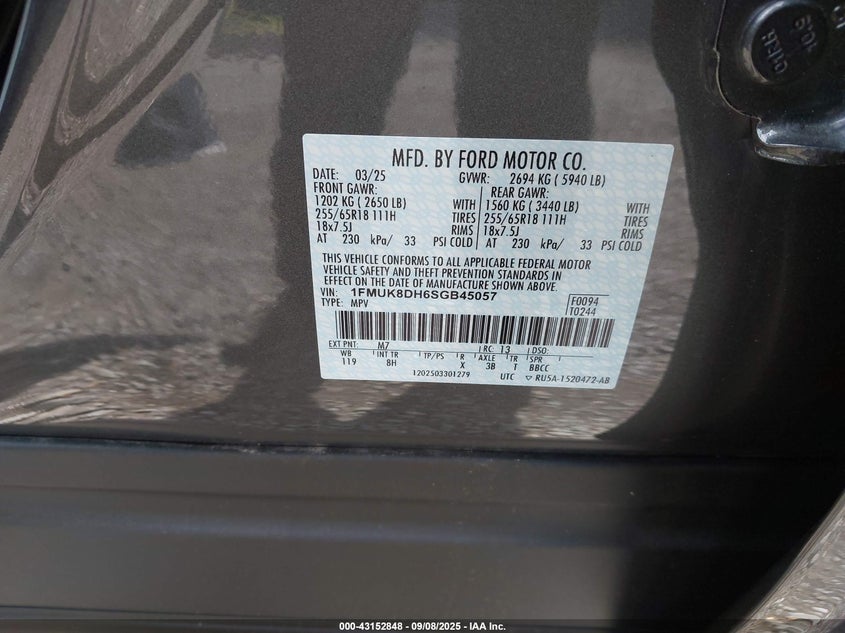 MFD. BY FORD MOTOR CO.
DATE: 03/25 GVWR: 2694 KG ( 5940 LB)
FRONT GAWR: REAR GAWR:
1202 KG ( 2650 LB) WITH 1560 KG ( 3440 LB) WITH
255/65R18 111H TIRES 255/65R18 111H TIRES
18x7.5J RIMS 18x7.5J RIMS
AT 230 kPa/ 33 PSI COLD AT 230 kPa/ 33 PSI COLD
THIS VEHICLE CONFORMS TO ALL APPLICABLE FEDERAL MOTOR
VEHICLE SAFETY AND THEFT PREVENTION STANDARDS IN
EFFECT ON THE DATE OF MANUFACTURE SHOWN ABOVE.
VIN: 1FMUK8DH6SGB45057 F0094
TYPE: MPV T0244
EXT PNT: M7 RC: 13 DSO:
WB INT TR TP/PS R AXLE TR SPR
119 8H X 3B T BBCC
1202503301279 UTC ▽ RU5A-1520472-AB
000-43152848 - 09/08/2025 - IAA Inc.